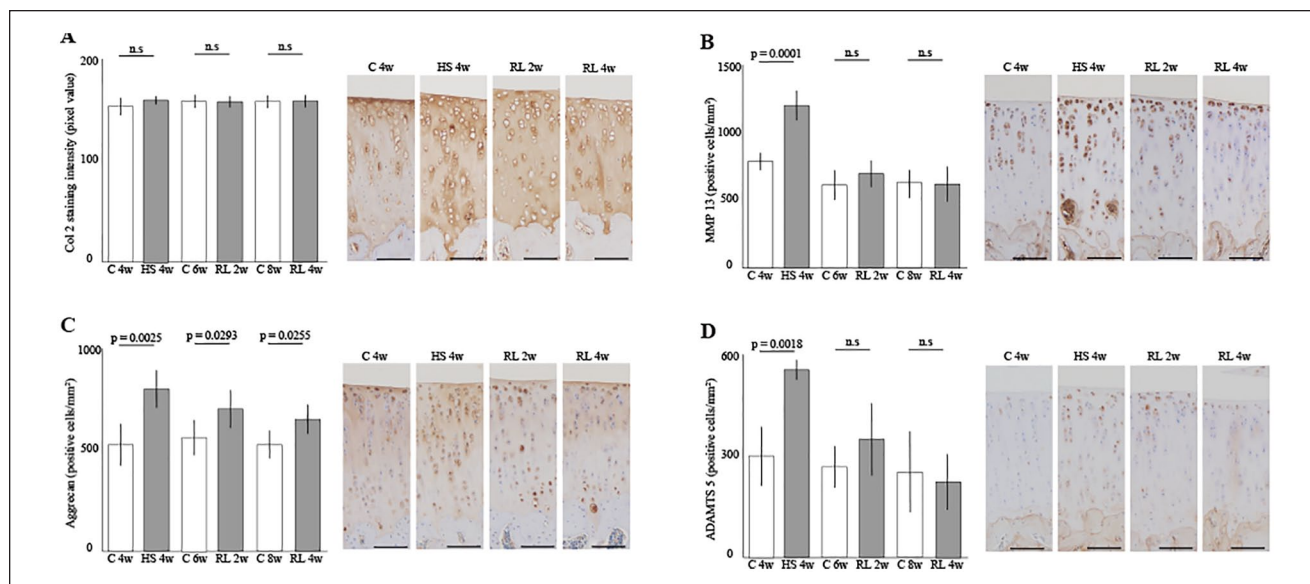 A
n.s n.s n.s
200
100
0
Col 2 staining intensity (pixel value)
C 4w HS 4w C 6w RL 2w C 8w RL 4w
C 4w HS 4w RL 2w RL 4w
B
p = 0.0001 n.s n.s
1500
1000
500
0
MMP 13 (positive cells/mm²)
C 4w HS 4w C 6w RL 2w C 8w RL 4w
C 4w HS 4w RL 2w RL 4w
C
p = 0.0025 p = 0.0293 p = 0.0255
1000
500
0
Aggrecan (positive cells/mm²)
C 4w HS 4w C 6w RL 2w C 8w RL 4w
C 4w HS 4w RL 2w RL 4w
D
p = 0.0018 n.s n.s
600
300
0
ADAMTS 5 (positive cells/mm²)
C 4w HS 4w C 6w RL 2w C 8w RL 4w
C 4w HS 4w RL 2w RL 4w